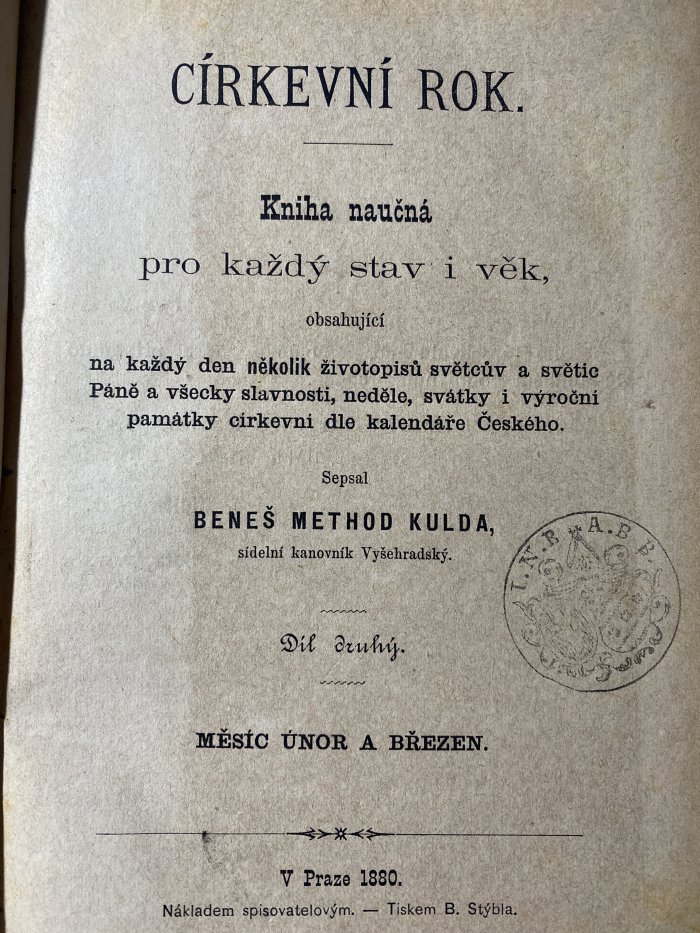 CÍRKEVNÍ ROK.
Kniha naučná
pro každý stav i věk,
obsahující
na každý den několik životopisů světcův a světic
Páně a všecky slavnosti, neděle, svátky i výroční
památky církevní dle kalendáře Českého.
Sepsal
BENEŠ METHOD KULDA,
sídelní kanovník Vyšehradský.
Díl druhý.
MĚSÍC ÚNOR A BŘEZEN.
V Praze 1880.
Nákladem spisovatelovým. — Tiskem B. Stýbla.